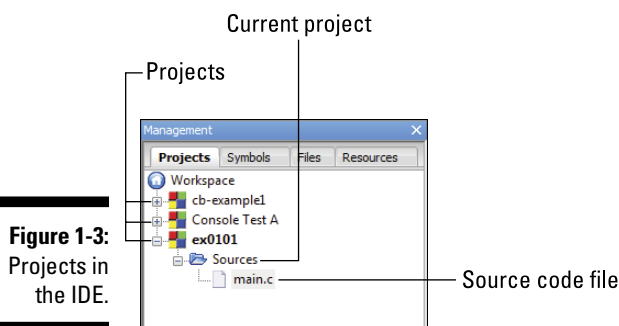 Current project
Projects
Management
Projects Symbols Files Resources
Workspace
cb-example1
Console Test A
ex0101
Sources
main.c
Source code file
Figure 1-3:
Projects in
the IDE.